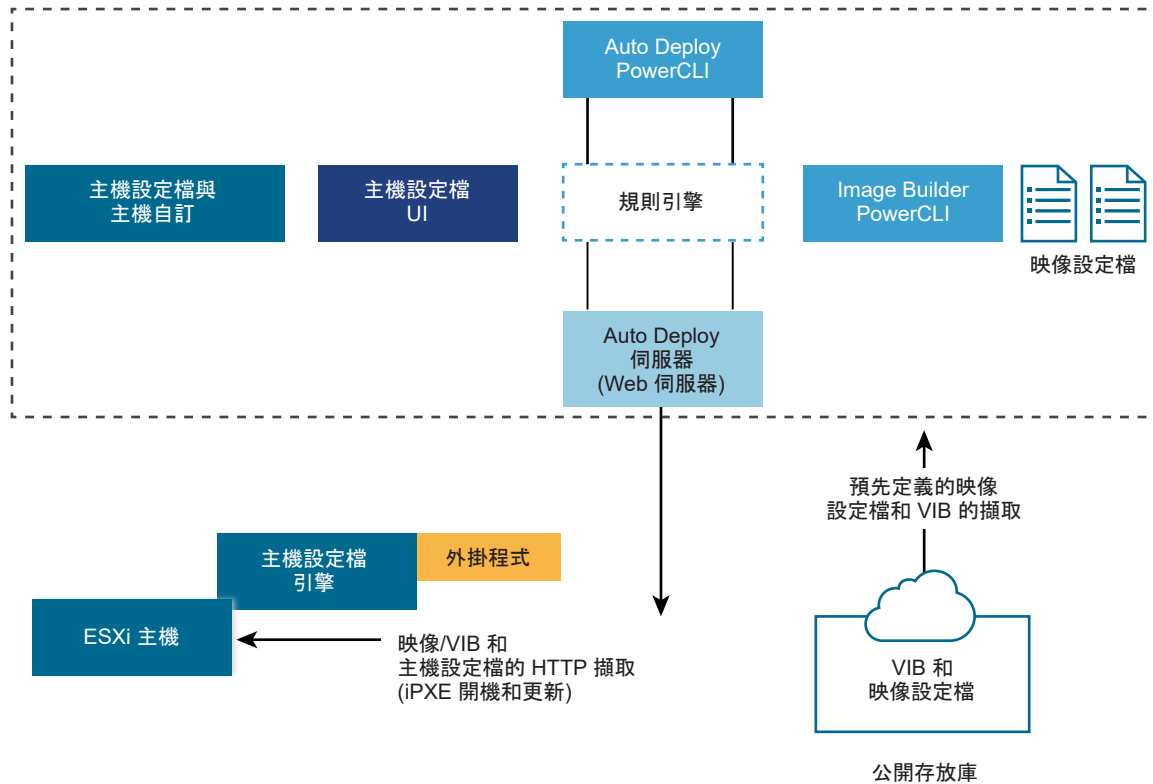 Auto Deploy
PowerCLI
主機設定檔與
主機自訂
主機設定檔
UI
規則引擎
Image Builder
PowerCLI
映像設定檔
Auto Deploy
伺服器
(Web 伺服器)
預先定義的映像
設定檔和 VIB 的擷取
主機設定檔
引擎
外掛程式
ESXi 主機
映像/VIB 和
主機設定檔的 HTTP 擷取
(iPXE 開機和更新)
VIB 和
映像設定檔
公開存放庫